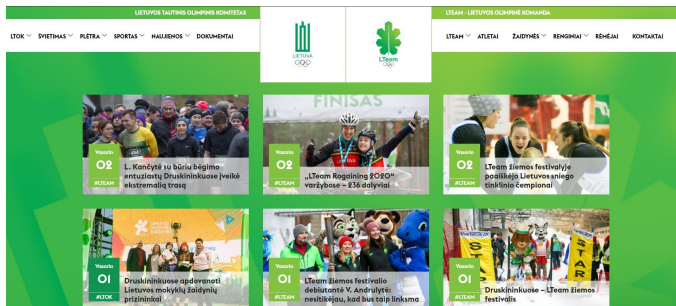 LIETUVOS TAUTINIS OLIMPINIS KOMITETAS
LTEAM - LIETUVOS OLIMPINĖ KOMANDA
LTOK ŠVIETIMAS PLĖTRA SPORTAS NAUJIENOS DOKUMENTAI
LIETUVA
LTeam
LTEAM ATLETAI ŽAIDYNĖS RENGINIAI RĖMĖJAI KONTAKTAI
FINISAS
Vasario
02
#LTEAM
L. Kančytė su būriu bėgimo
entuziastų Druskininkuose įveikė
ekstremalią trasą
Vasario
02
#LTEAM
„LTeam Rogaining 2020“
varžybose – 236 dalyviai
Vasario
02
#LTEAM
LTeam žiemos festivalyje
paaiškėjo Lietuvos sniego
tinklinio čempionai
Vasario
01
#LTOK
Druskininkuose apdovanoti
Lietuvos mokyklų žaidynių
prizininkai
Vasario
01
#LTEAM
LTeam žiemos festivalio
debiutantė V. Andrulytė:
nesitikėjau, kad bus taip linksma
START
Vasario
01
#LTEAM
Druskininkuose – LTeam žiemos
festivalis